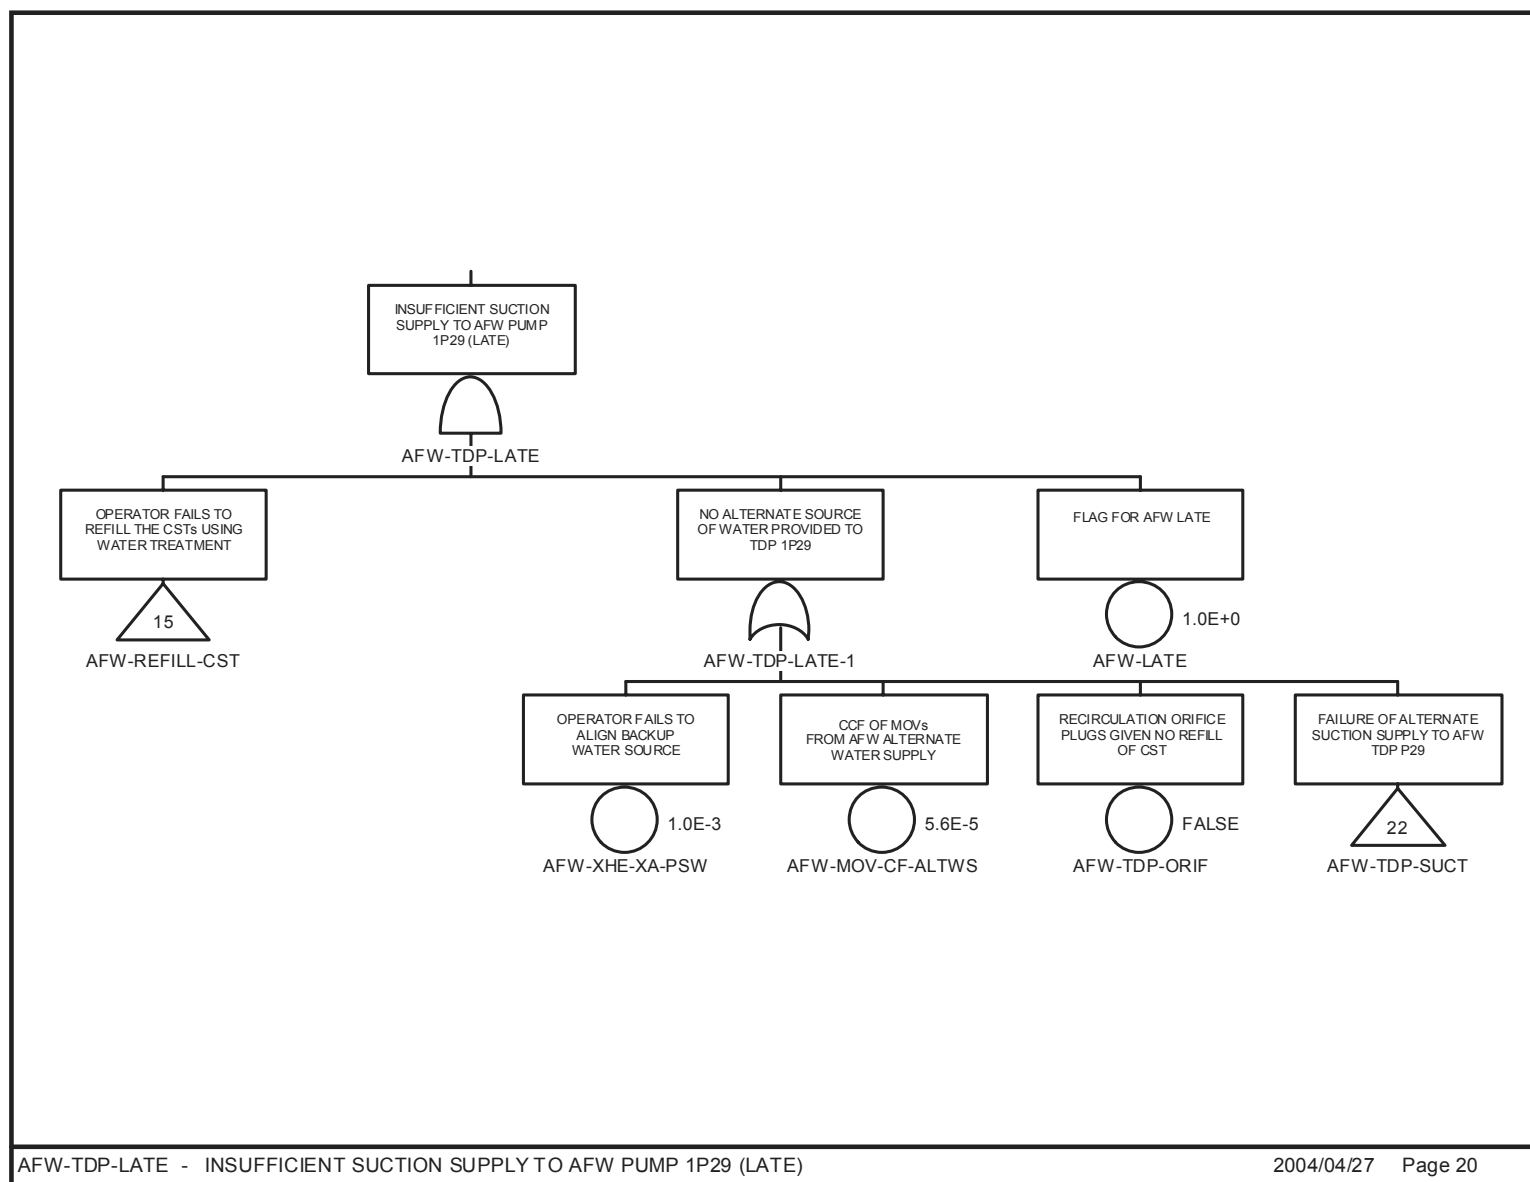 INSUFFICIENT SUCTION
SUPPLY TO AFW PUMP
1P29 (LATE)
AFW-TDP-LATE
OPERATOR FAILS TO
REFILL THE CSTs USING
WATER TREATMENT
15
AFW-REFILL-CST
NO ALTERNATE SOURCE
OF WATER PROVIDED TO
TDP 1P29
AFW-TDP-LATE-1
FLAG FOR AFW LATE
1.0E+0
AFW-LATE
OPERATOR FAILS TO
ALIGN BACKUP
WATER SOURCE
1.0E-3
AFW-XHE-XA-PSW
CCF OF MOVs
FROM AFW ALTERNATE
WATER SUPPLY
5.6E-5
AFW-MOV-CF-ALTWS
RECIRCULATION ORIFICE
PLUGS GIVEN NO REFILL
OF CST
FALSE
AFW-TDP-ORIF
FAILURE OF ALTERNATE
SUCTION SUPPLY TO AFW
TDP P29
22
AFW-TDP-SUCT
AFW-TDP-LATE - INSUFFICIENT SUCTION SUPPLY TO AFW PUMP 1P29 (LATE)
2004/04/27 Page 20